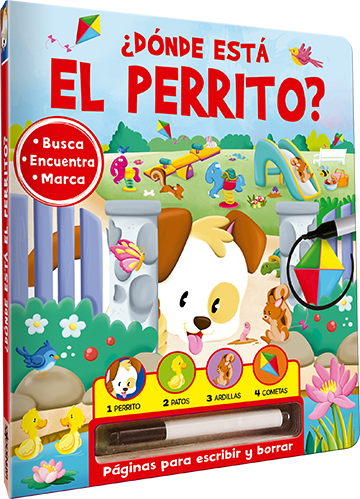 ¿DÓNDE ESTÁ
EL PERRITO?
• Busca
• Encuentra
• Marca
¿DÓNDE ESTÁ EL PERRITO?
1 PERRITO
2 PATOS
3 ARDILLAS
4 COMETAS
Páginas para escribir y borrar